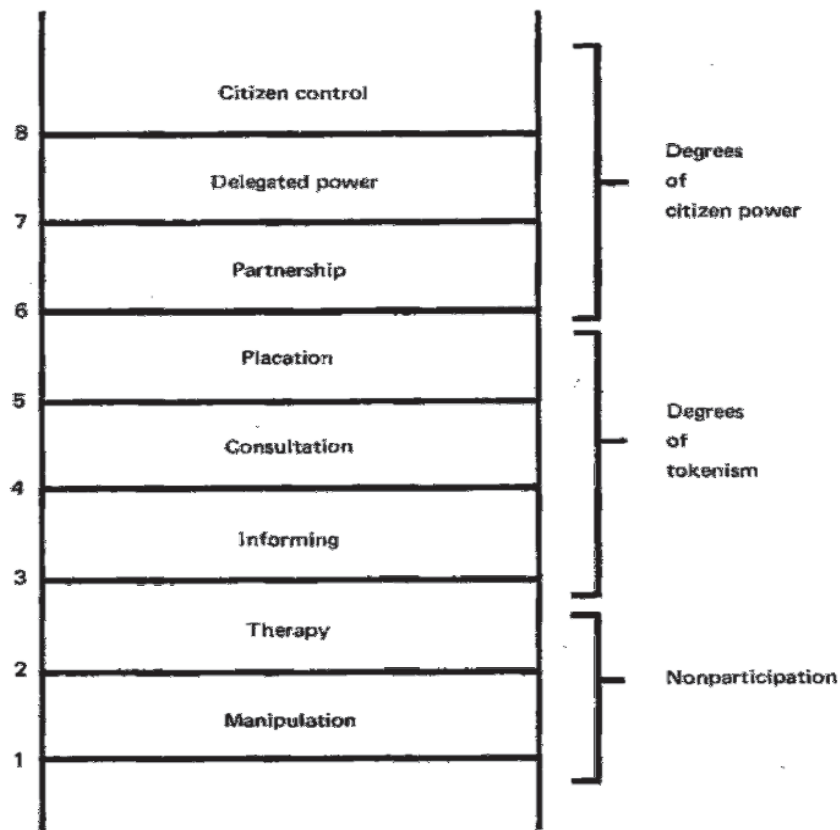 Citizen control
8
Delegated power
7
Partnership
6
Placation
5
Consultation
4
Informing
3
Therapy
2
Manipulation
1
Degrees
of
citizen power
Degrees
of
tokenism
Nonparticipation